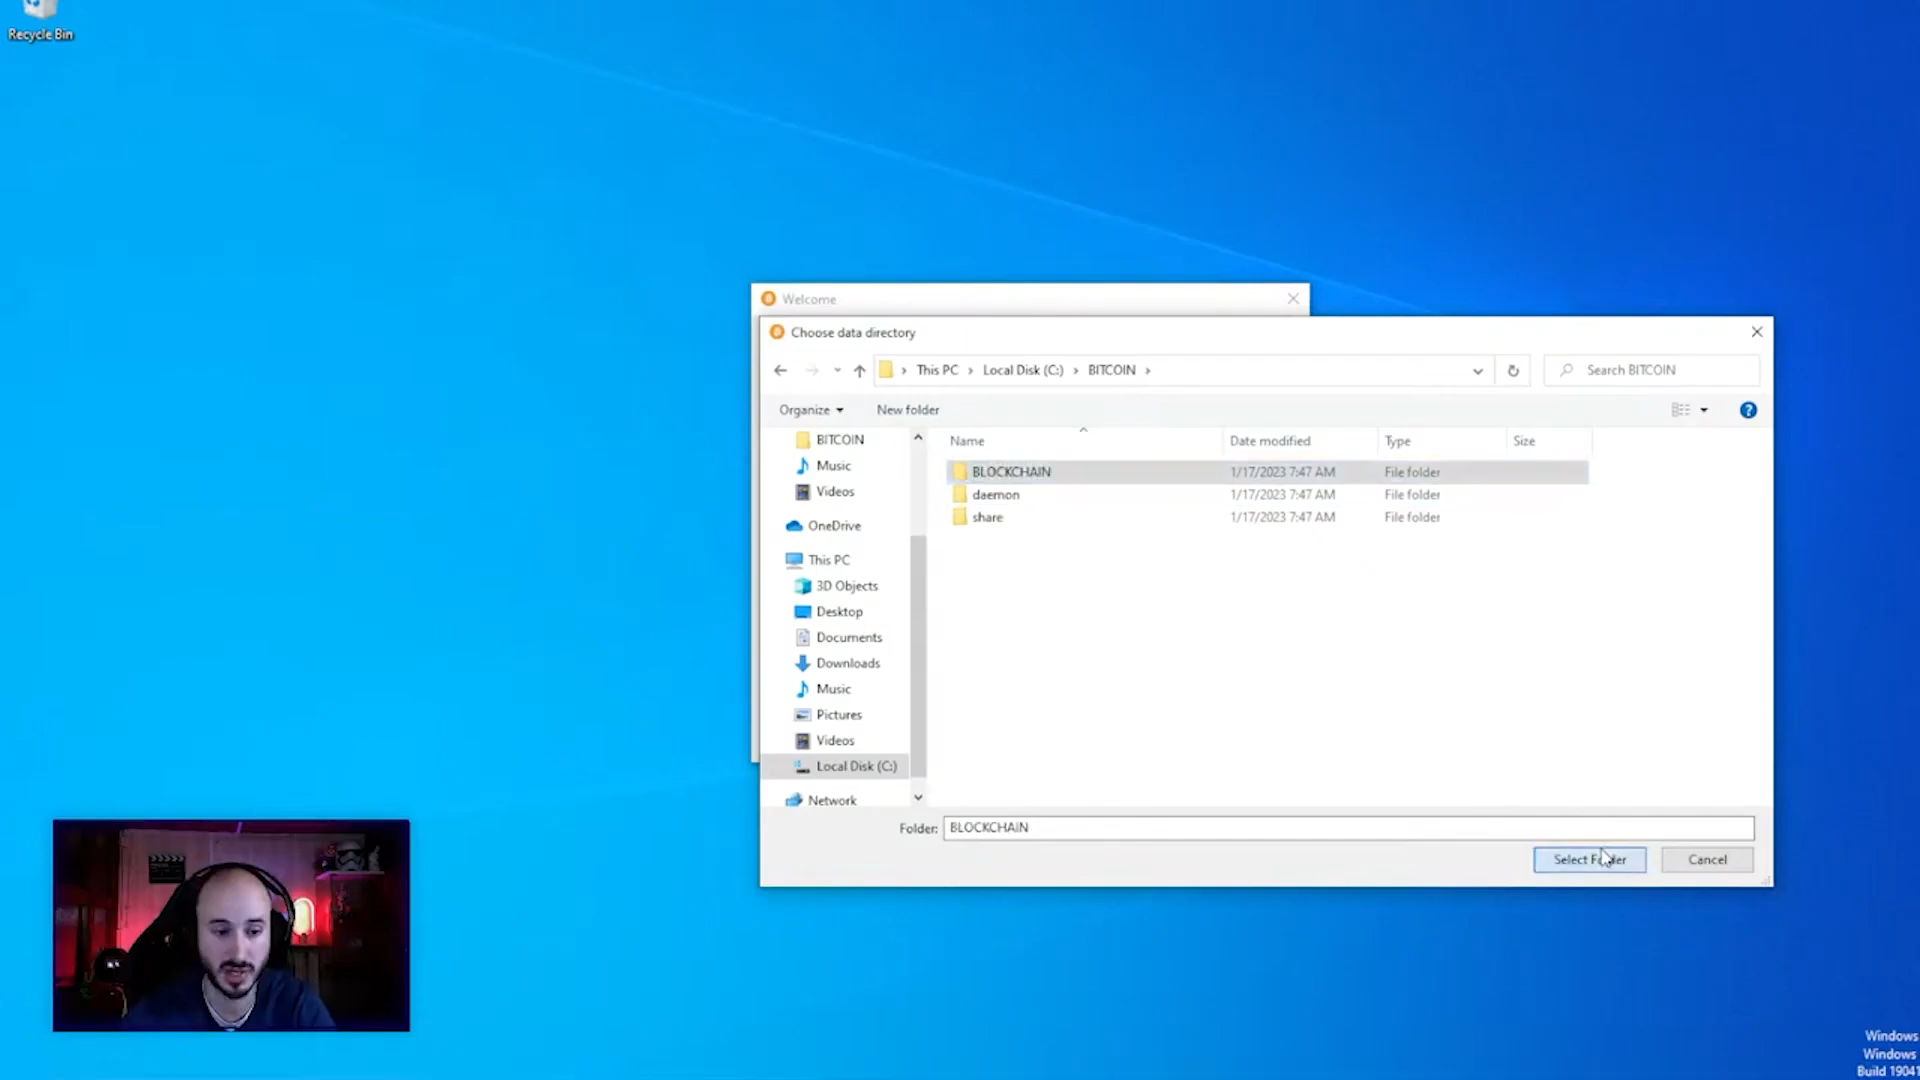 Recycle Bin
Welcome
Choose data directory
This PC
Local Disk (C:)
BITCOIN
Search BITCOIN
Organize
New folder
?
BITCOIN
Music
Videos
OneDrive
This PC
3D Objects
Desktop
Documents
Downloads
Music
Pictures
Videos
Local Disk (C:)
Network
Name Date modified Type Size
BLOCKCHAIN 1/17/2023 7:47 AM File folder
daemon 1/17/2023 7:47 AM File folder
share 1/17/2023 7:47 AM File folder
Folder: BLOCKCHAIN
Select Folder
Cancel
Windows
Windows
Build 19041